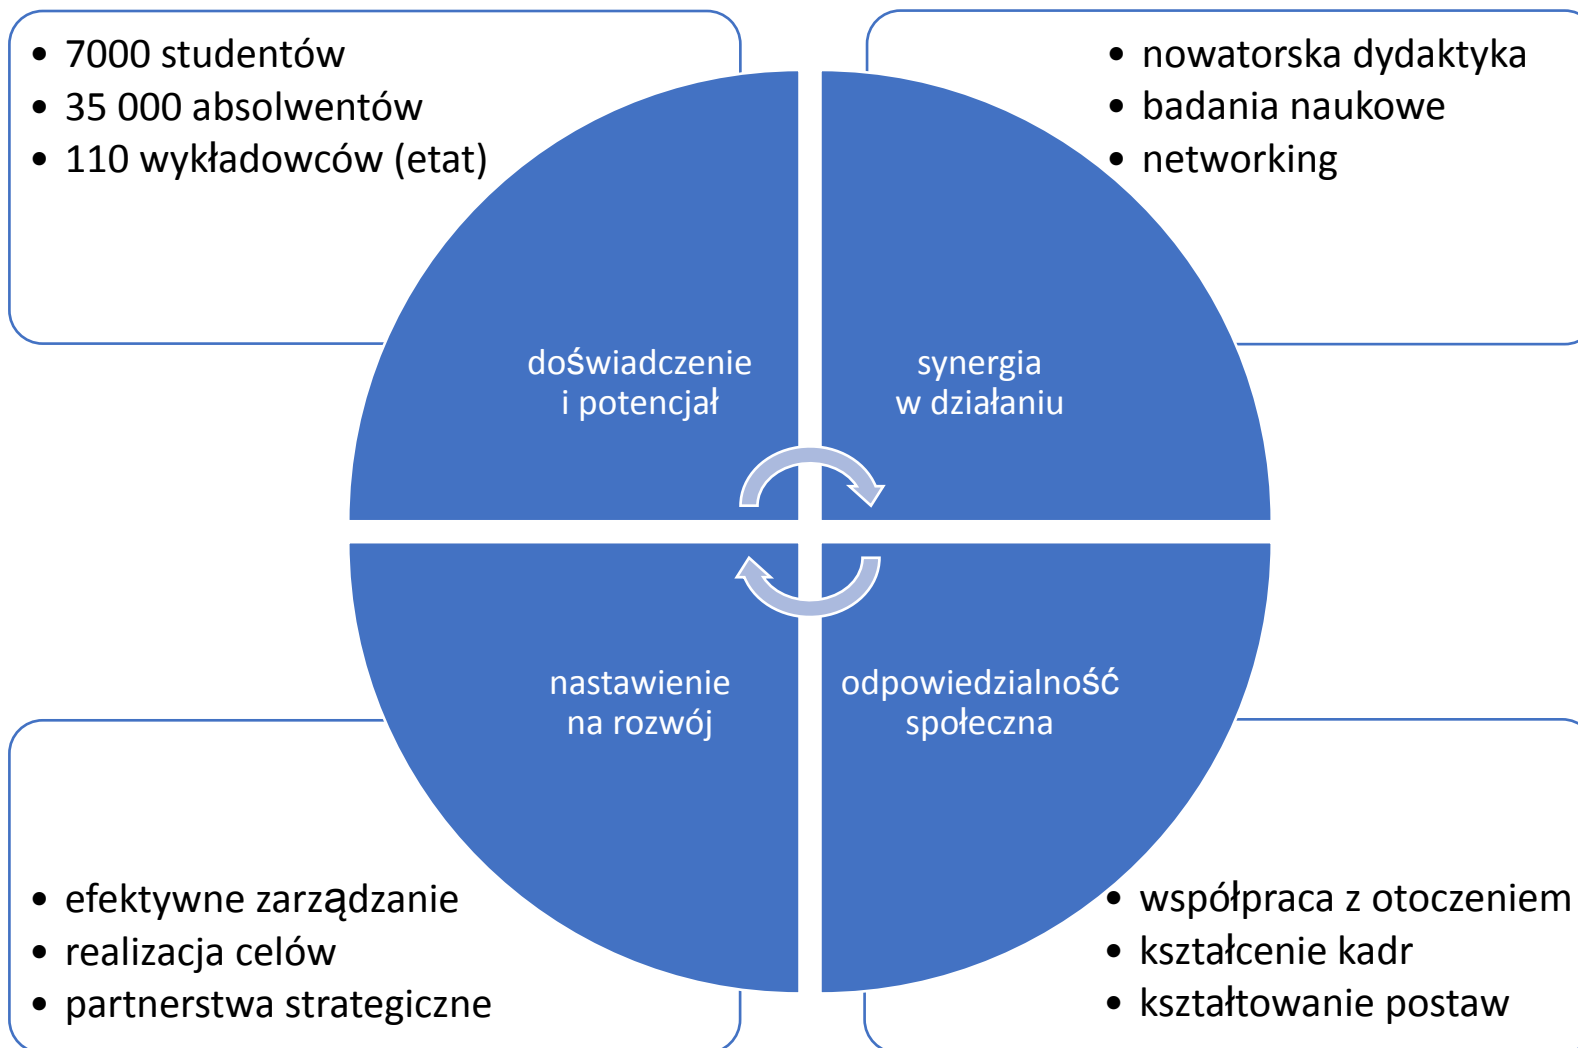 • 7000 studentów
• 35 000 absolwentów
• 110 wykładowców (etat)
• nowatorska dydaktyka
• badania naukowe
• networking
doświadczenie
i potencjał
synergia
w działaniu
nastawienie
na rozwój
odpowiedzialność
społeczna
• efektywne zarządzanie
• realizacja celów
• partnerstwa strategiczne
• współpraca z otoczeniem
• kształcenie kadr
• kształtowanie postaw